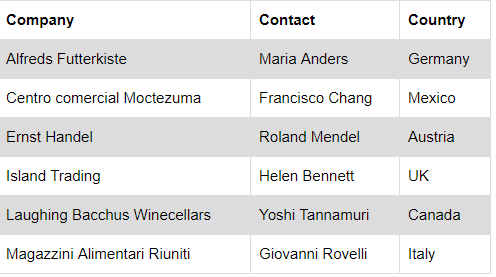 Company Contact Country
Alfreds Futterkiste Maria Anders Germany
Centro comercial Moctezuma Francisco Chang Mexico
Ernst Handel Roland Mendel Austria
Island Trading Helen Bennett UK
Laughing Bacchus Winecellars Yoshi Tannamuri Canada
Magazzini Alimentari Riuniti Giovanni Rovelli Italy